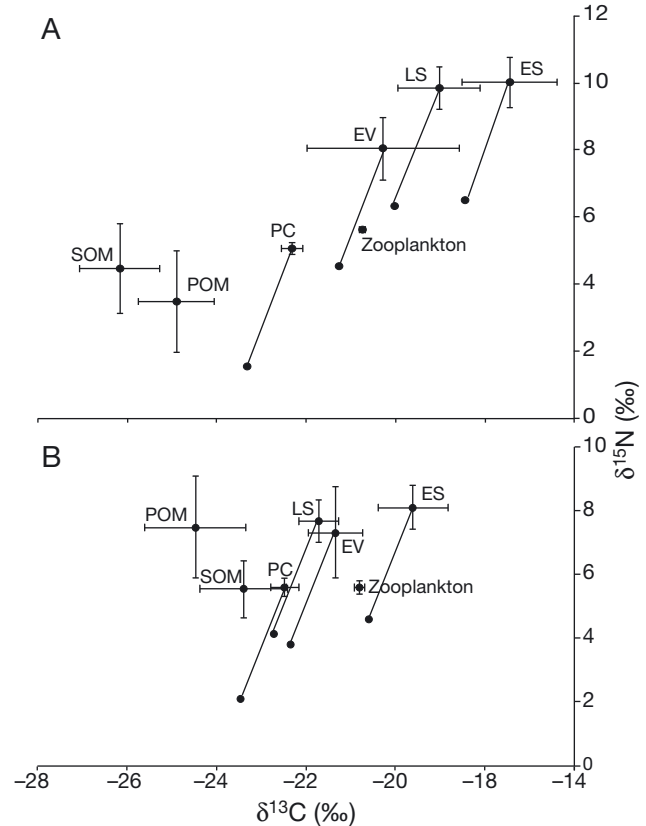 A
12
10
8
6
4
2
0
LS
ES
EV
Zooplankton
PC
SOM
POM
δ15N (‰)
B
10
8
6
4
2
0
POM
LS
ES
EV
SOM
PC
Zooplankton
−28
−26
−24
−22
−20
−18
−16
−14
δ13C (‰)